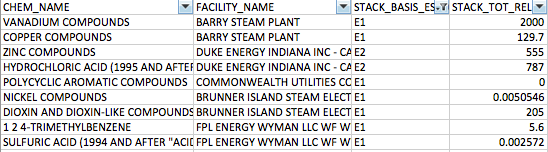 CHEM_NAME FACILITY_NAME STACK_BASIS_ES STACK_TOT_REL
VANADIUM COMPOUNDS BARRY STEAM PLANT E1 2000
COPPER COMPOUNDS BARRY STEAM PLANT E1 129.7
ZINC COMPOUNDS DUKE ENERGY INDIANA INC - CA E2 555
HYDROCHLORIC ACID (1995 AND AFTER DUKE ENERGY INDIANA INC - CA E2 787
POLYCYCLIC AROMATIC COMPOUNDS COMMONWEALTH UTILITIES CO E1 0
NICKEL COMPOUNDS BRUNNER ISLAND STEAM ELECT E1 0.0050546
DIOXIN AND DIOXIN-LIKE COMPOUNDS BRUNNER ISLAND STEAM ELECT E1 205
1 2 4-TRIMETHYLBENZENE FPL ENERGY WYMAN LLC WF W E1 5.6
SULFURIC ACID (1994 AND AFTER "ACID FPL ENERGY WYMAN LLC WF W E1 0.002572